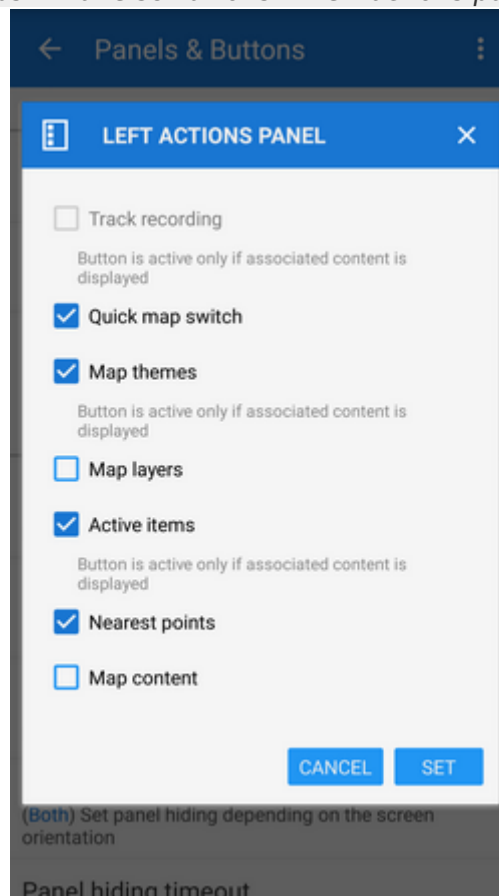 Panels & Buttons
LEFT ACTIONS PANEL
Track recording
Button is active only if associated content is
displayed
Quick map switch
Map themes
Button is active only if associated content is
displayed
Map layers
Active items
Button is active only if associated content is
displayed
Nearest points
Map content
CANCEL SET
(Both) Set panel hiding depending on the screen
orientation
Panel hiding timeout